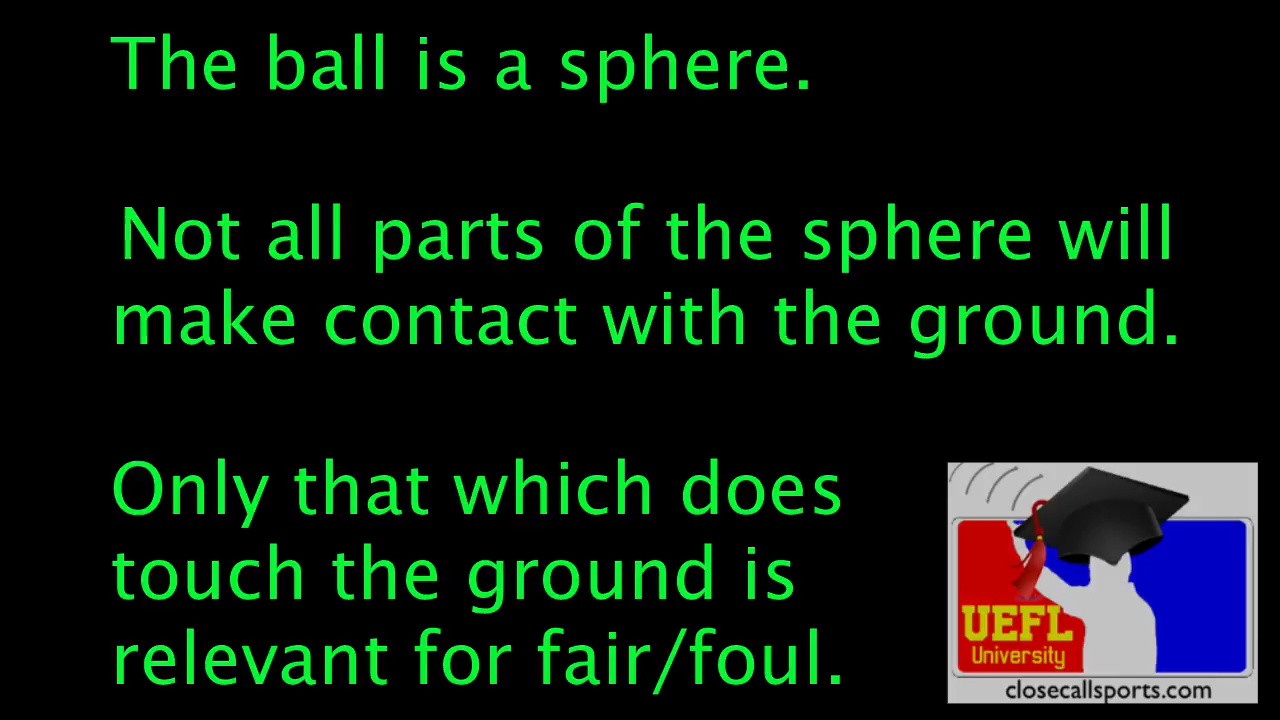 The ball is a sphere.
Not all parts of the sphere will
make contact with the ground.
Only that which does
touch the ground is
relevant for fair/foul.
UEFL
University
closecallsports.com